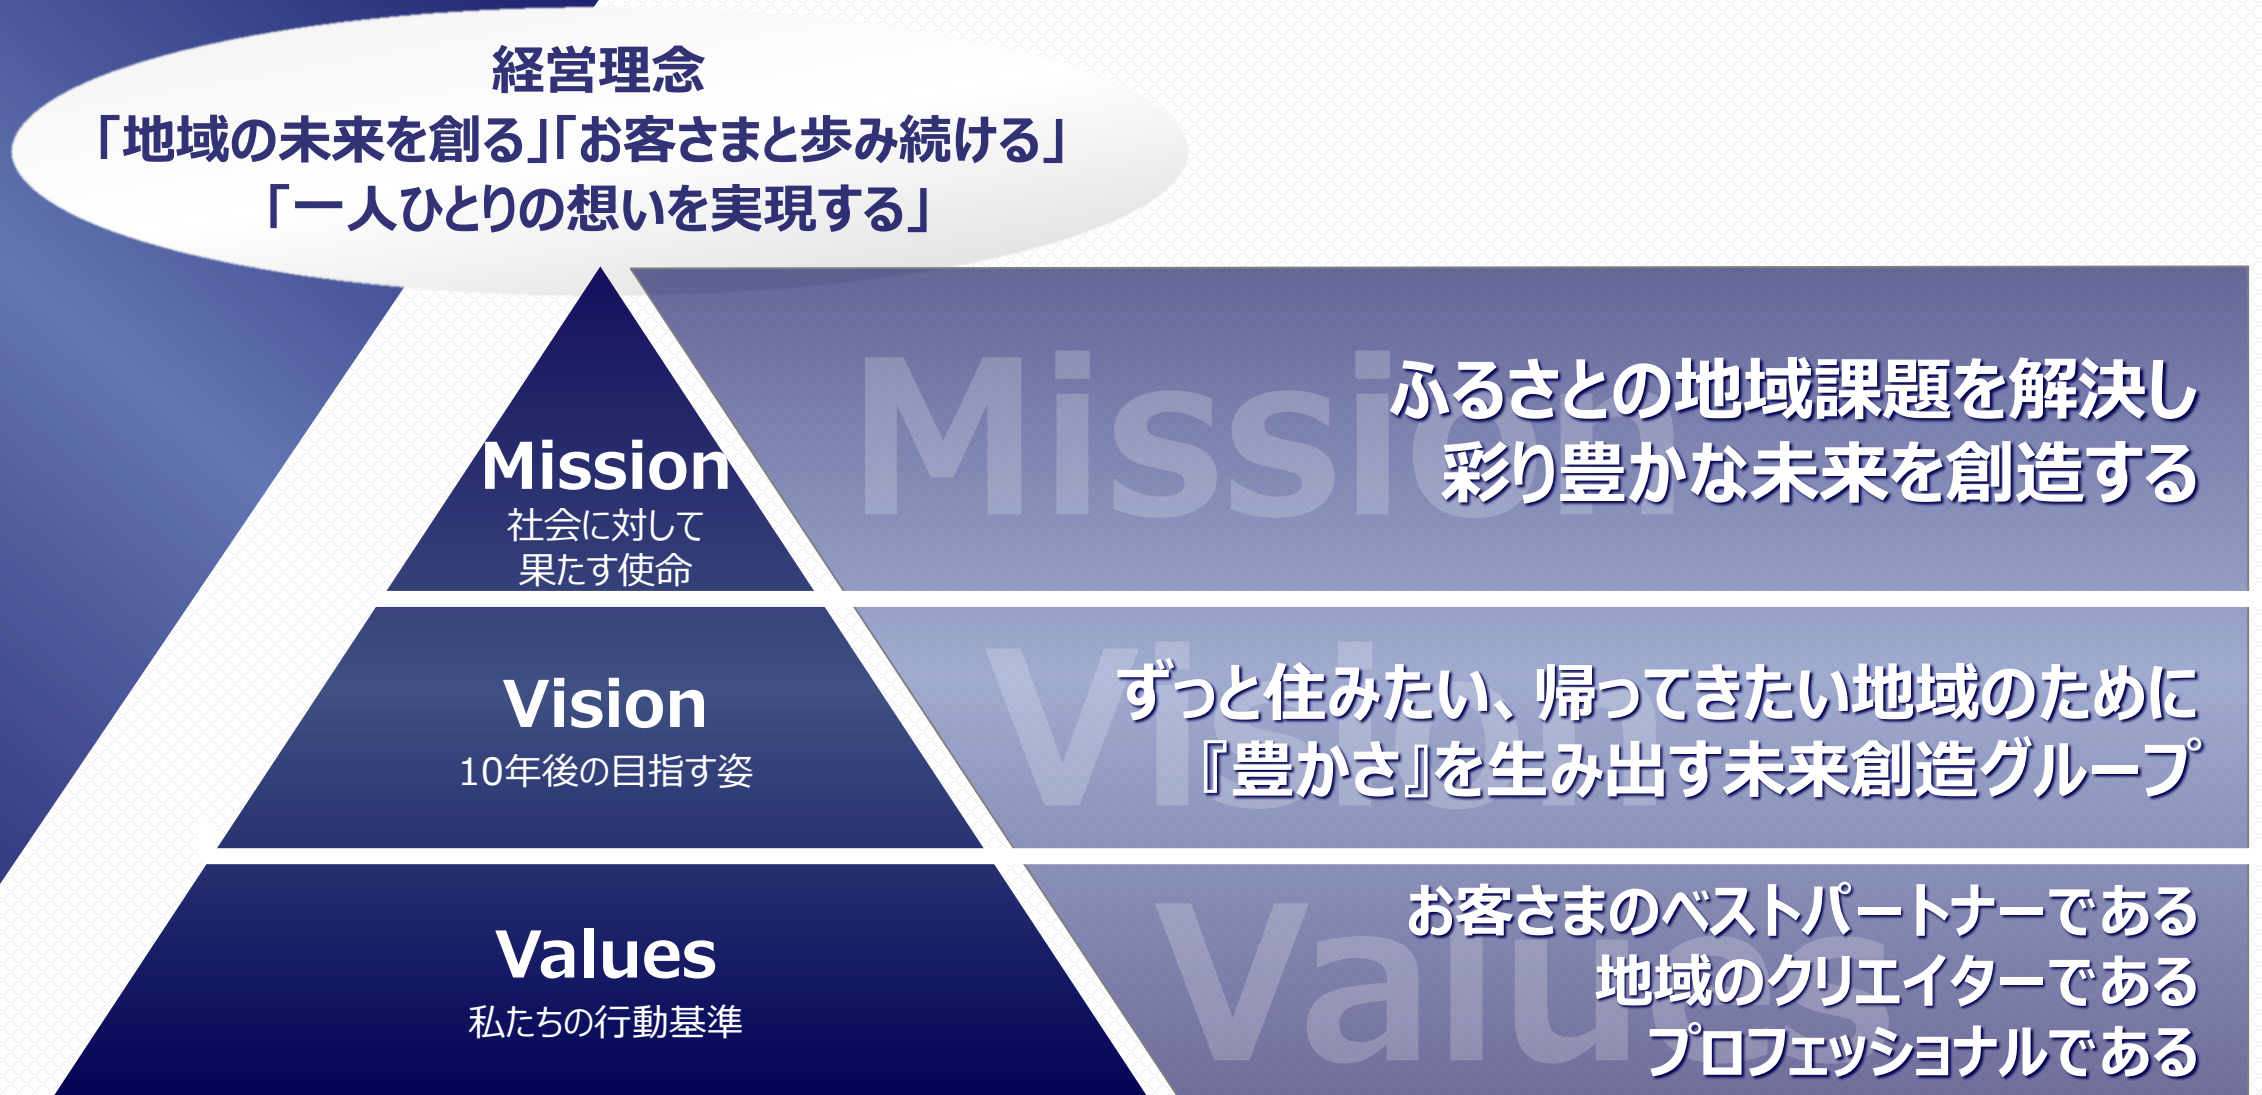 経営理念
「地域の未来を創る」「お客さまと歩み続ける」
「一人ひとりの想いを実現する」
Mission
社会に対して
果たす使命
Mission
ふるさとの地域課題を解決し
彩り豊かな未来を創造する
Vision
10年後の目指す姿
Vision
ずっと住みたい、帰ってきたい地域のために
『豊かさ』を生み出す未来創造グループ
Values
私たちの行動基準
Values
お客さまのベストパートナーである
地域のクリエイターである
プロフェッショナルである